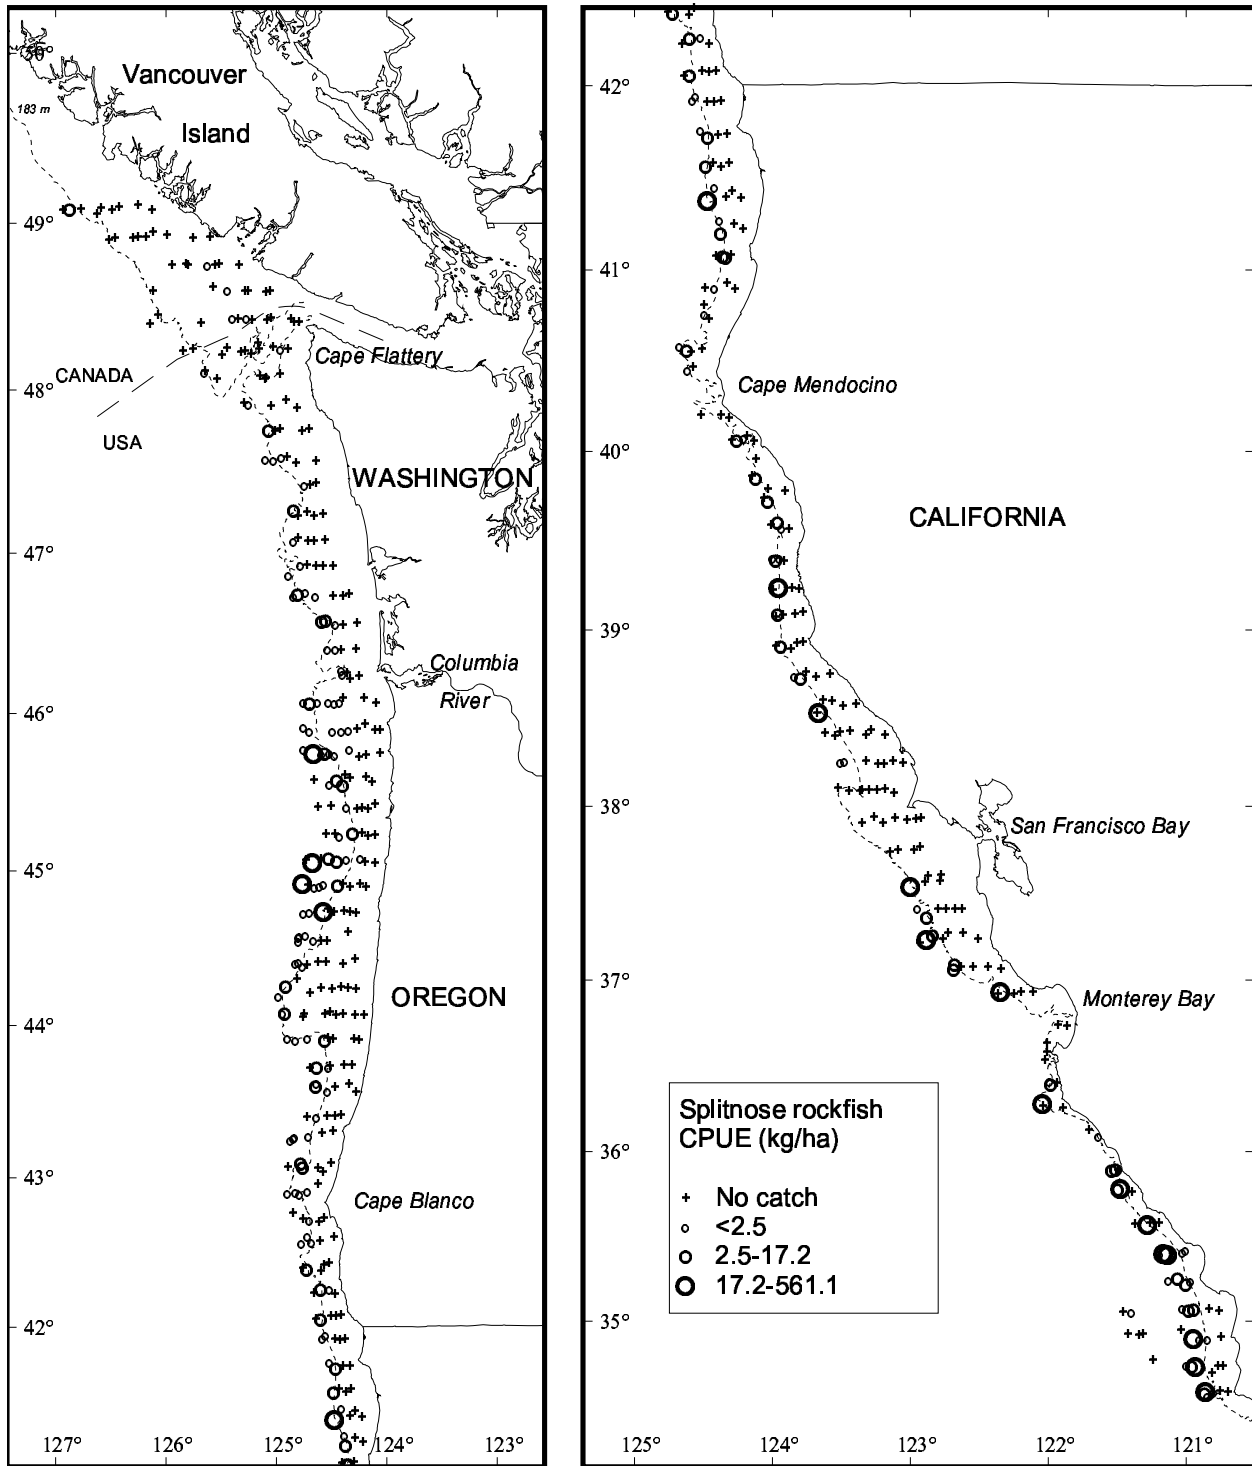 50°
Vancouver
Island
183 m
49°
CANADA
48°
USA
Cape Flattery
WASHINGTON
47°
Columbia
River
46°
45°
OREGON
44°
43°
Cape Blanco
42°
127°
126°
125°
124°
123°
42°
41°
Cape Mendocino
40°
CALIFORNIA
39°
38°
San Francisco Bay
37°
Monterey Bay
36°
35°
Splitnose rockfish
CPUE (kg/ha)
No catch
<2.5
2.5-17.2
17.2-561.1
125°
124°
123°
122°
121°